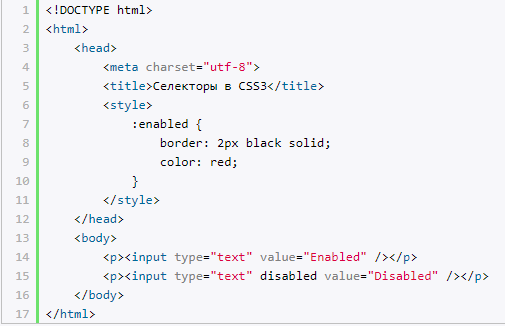 1 <!DOCTYPE html>
2 <html>
3     <head>
4         <meta charset="utf-8">
5         <title>Селекторы в CSS3</title>
6         <style>
7             :enabled {
8                 border: 2px black solid;
9                 color: red;
10             }
11         </style>
12     </head>
13     <body>
14         <p><input type="text" value="Enabled" /></p>
15         <p><input type="text" disabled value="Disabled" /></p>
16     </body>
17 </html>